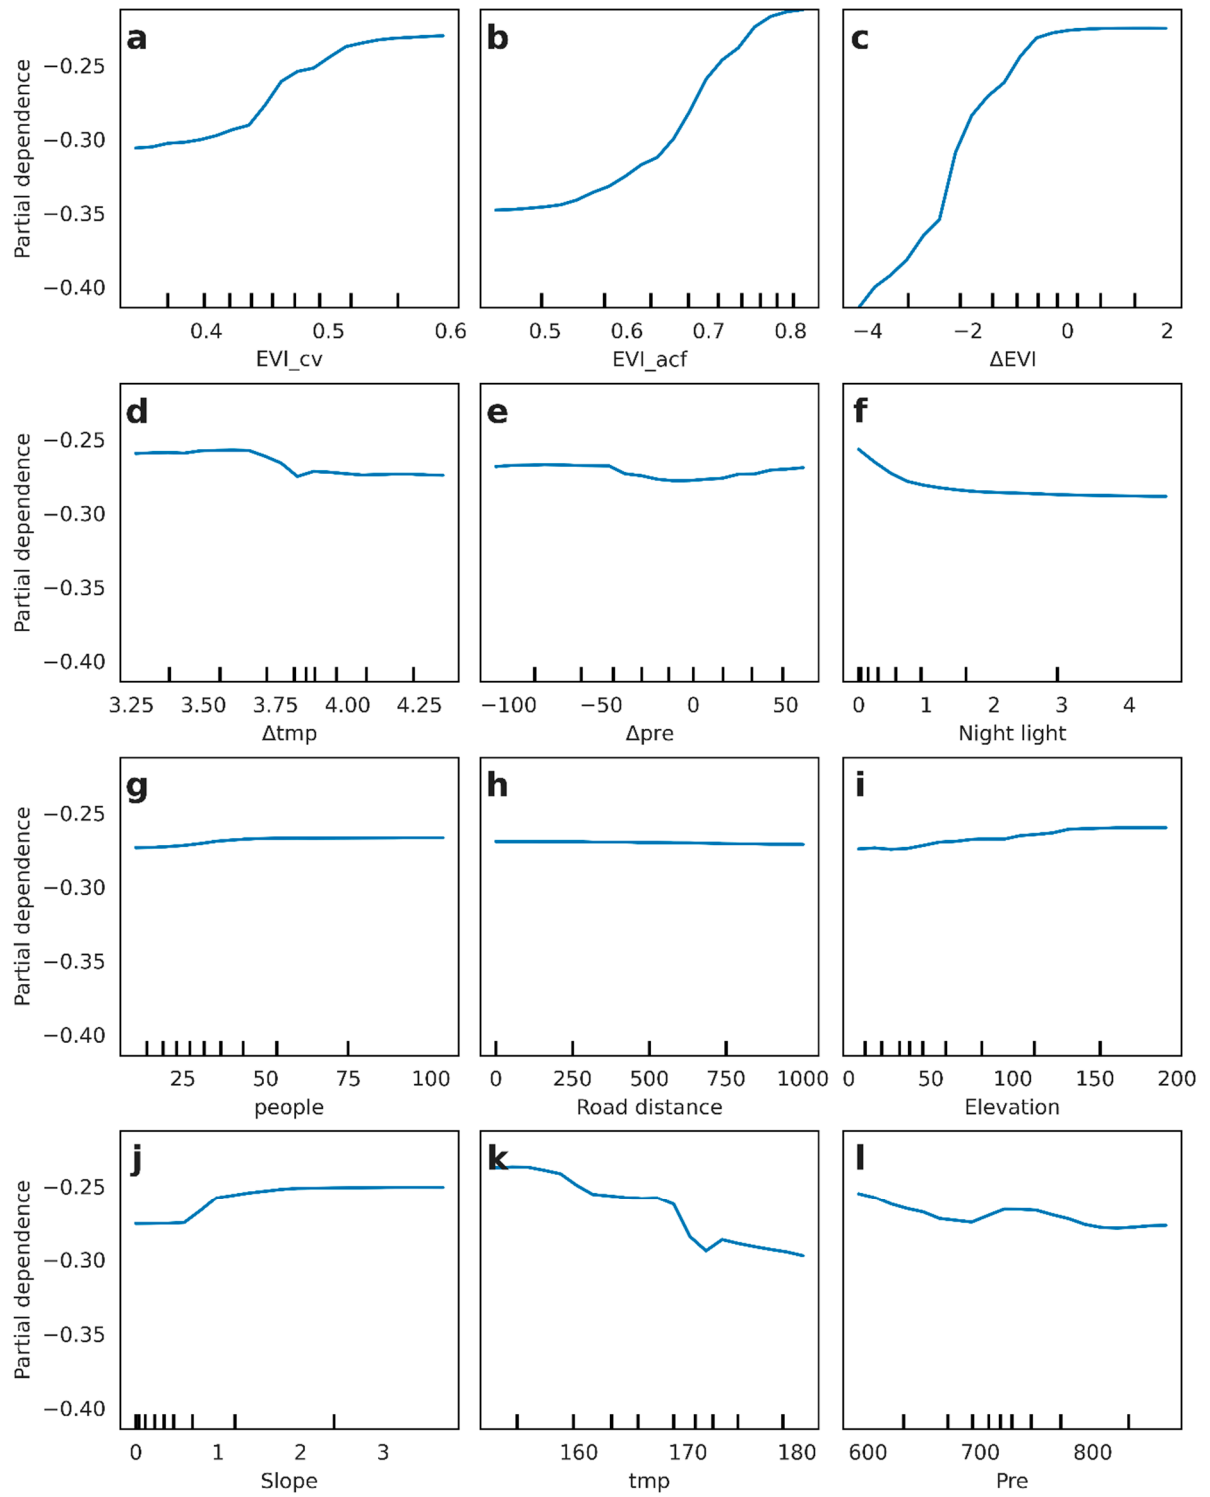 a b c
Partial dependence
−0.25
−0.30
−0.35
−0.40
0.4 0.5 0.6
EVI_cv
0.5 0.6 0.7 0.8
EVI_acf
−4 −2 0 2
ΔEVI
d e f
Partial dependence
−0.25
−0.30
−0.35
−0.40
3.25 3.50 3.75 4.00 4.25
Δtmp
−100 −50 0 50
Δpre
0 1 2 3 4
Night light
g h i
Partial dependence
−0.25
−0.30
−0.35
−0.40
25 50 75 100
people
0 250 500 750 1000
Road distance
0 50 100 150 200
Elevation
j k l
Partial dependence
−0.25
−0.30
−0.35
−0.40
0 1 2 3
Slope
160 170 180
tmp
600 700 800
Pre